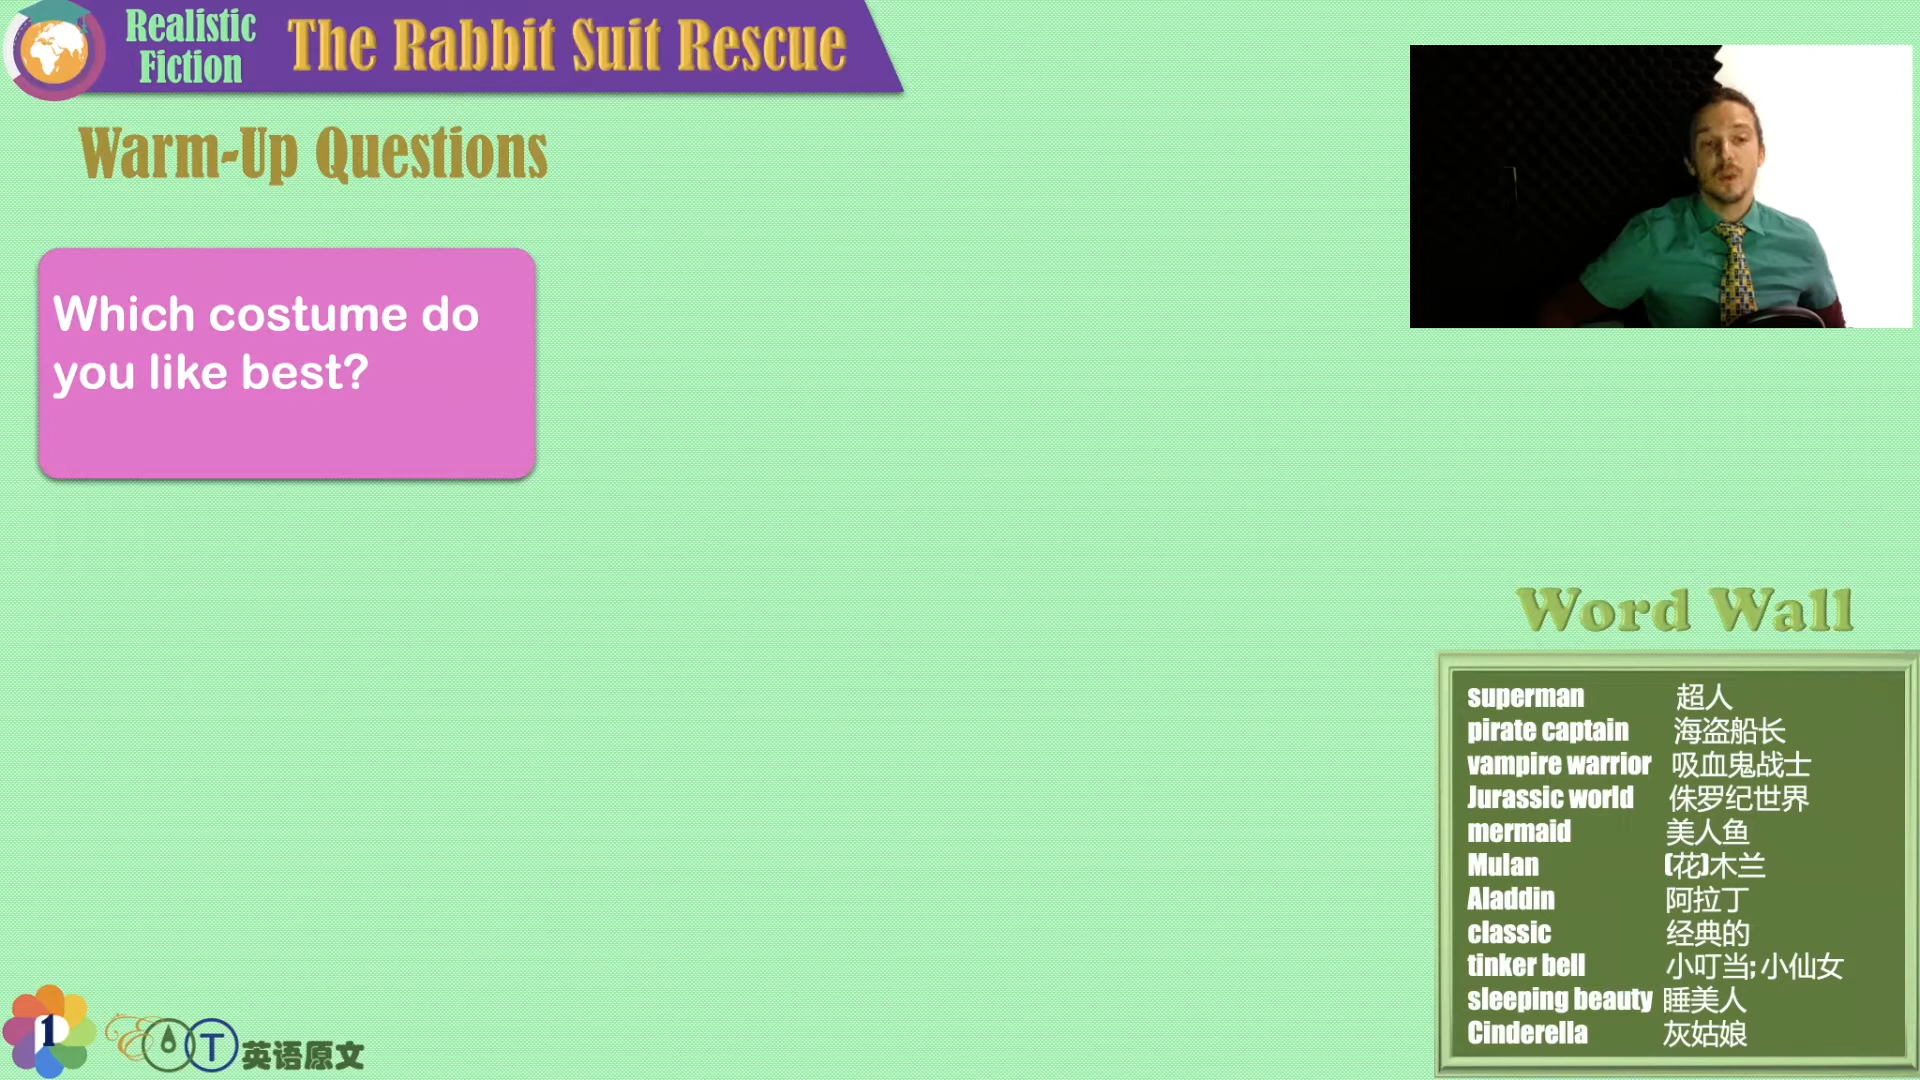 Realistic
Fiction
The Rabbit Suit Rescue
Warm-Up Questions
Which costume do
you like best?
Word Wall
superman 超人
pirate captain 海盗船长
vampire warrior 吸血鬼战士
Jurassic world 侏罗纪世界
mermaid 美人鱼
Mulan (花)木兰
Aladdin 阿拉丁
classic 经典的
tinker bell 小叮当; 小仙女
sleeping beauty 睡美人
Cinderella 灰姑娘
1
T 英语原文